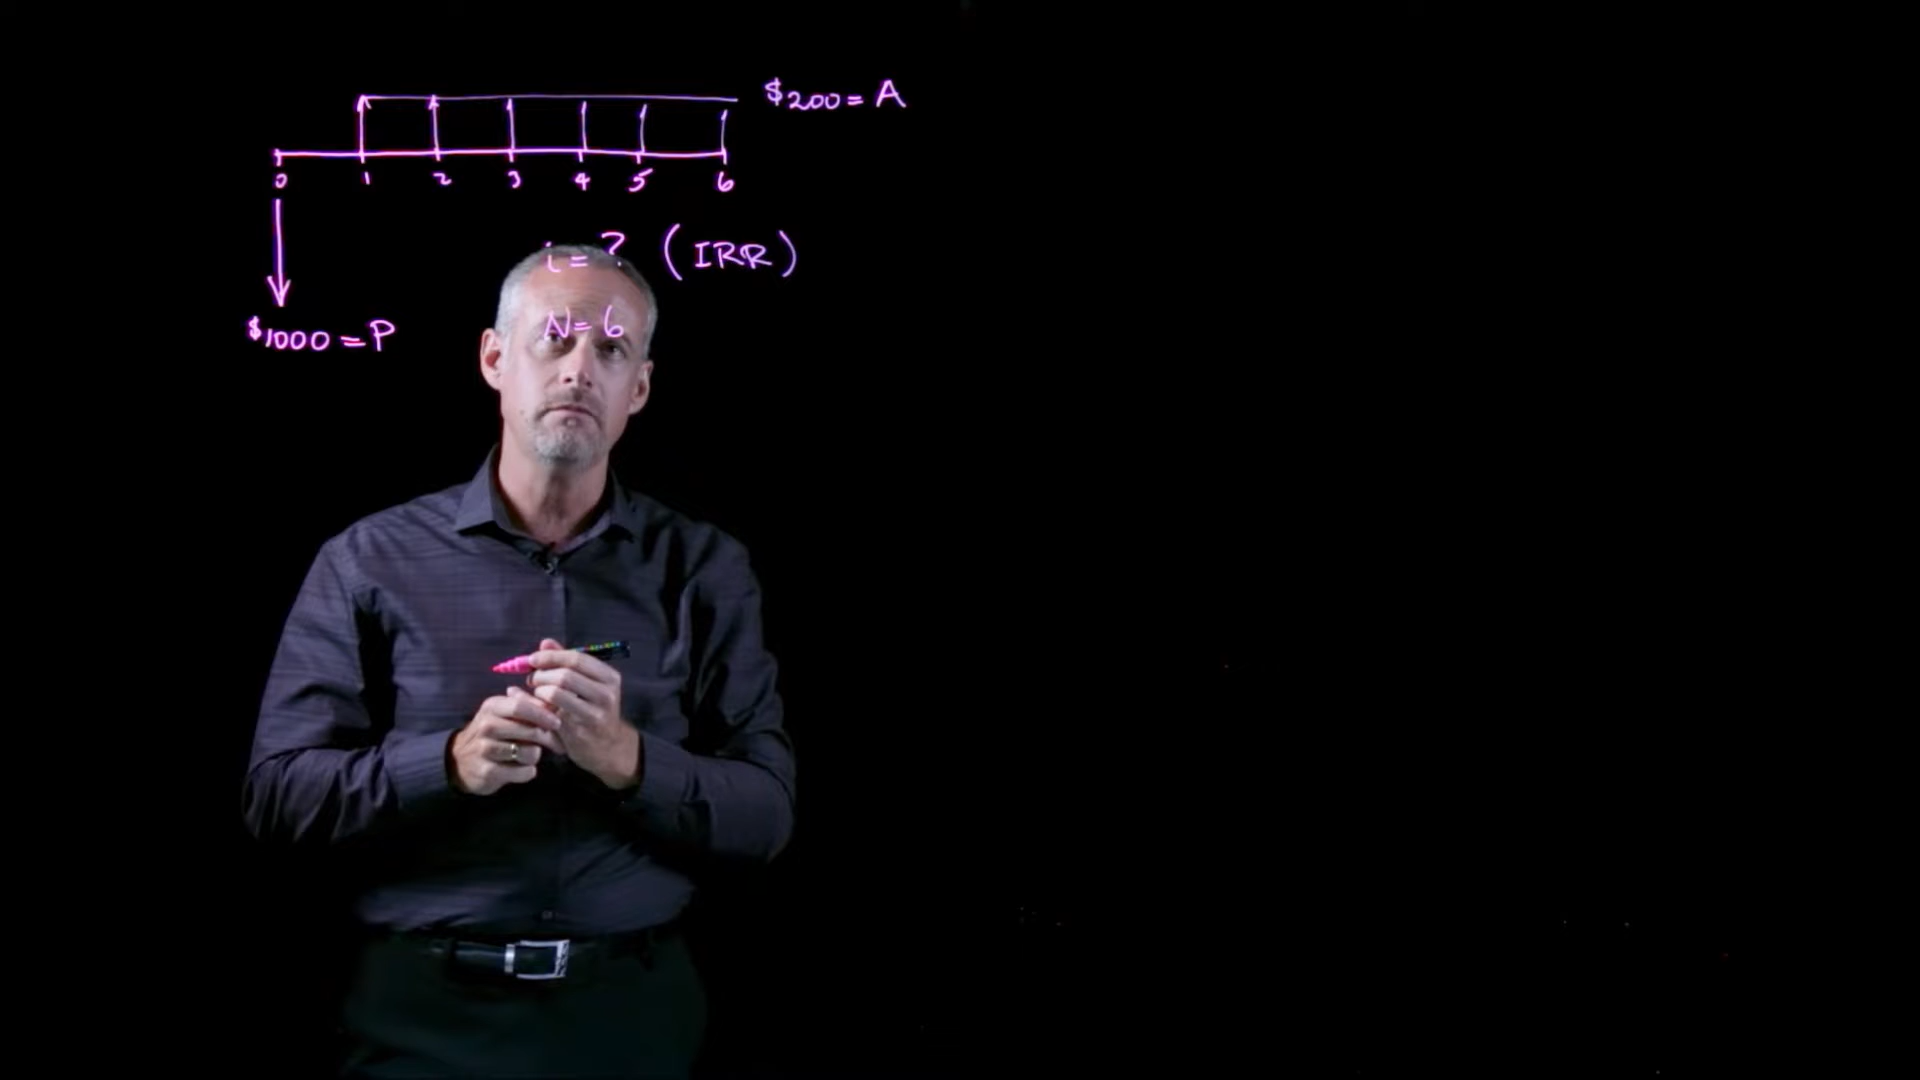 $200 = A
0 1 2 3 4 5 6
i = ? (IRR)
N = 6
$1000 = P